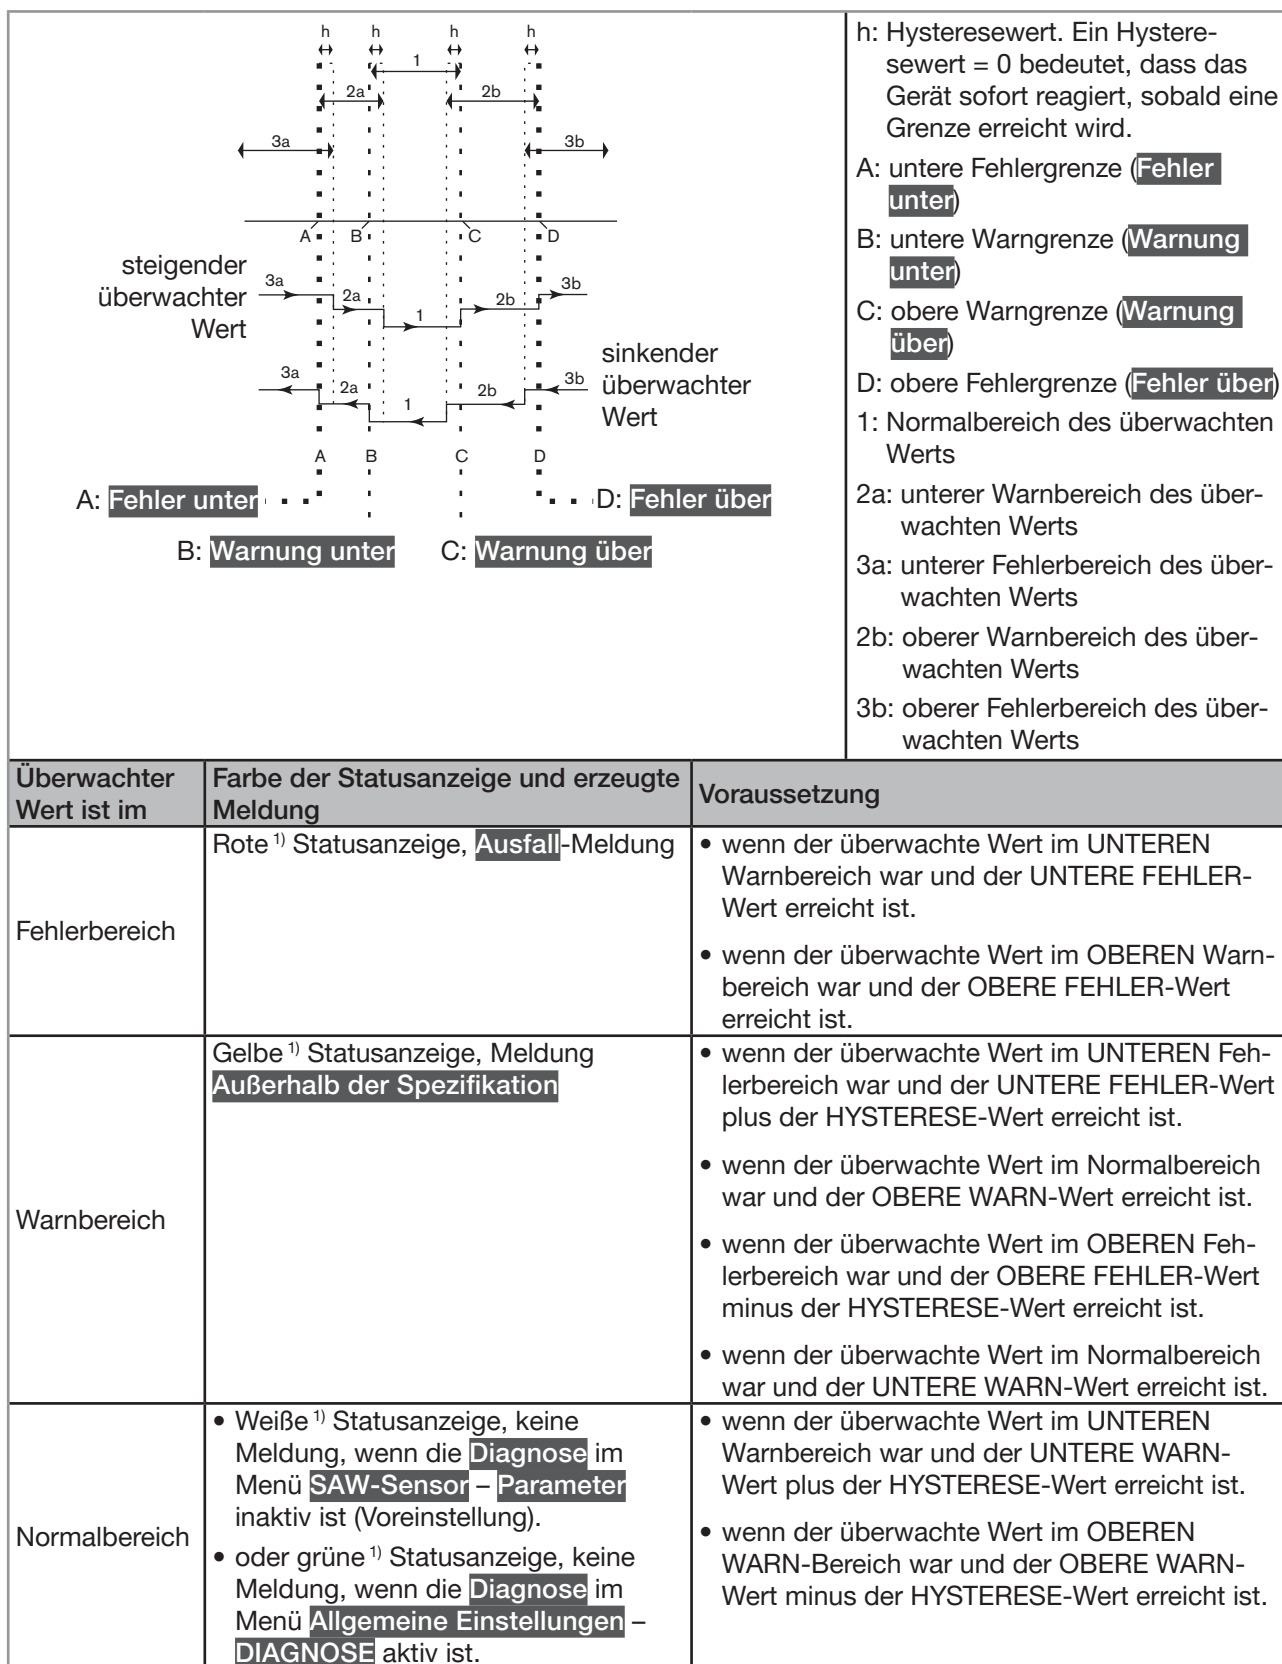 h h h h
1
2a 2b
3a 3b
A B C D
steigender
überwachter
Wert
3a 2a 1 2b 3b
sinkender
überwachter
Wert
3a 2a 1 2b 3b
A B C D
A: Fehler unter
D: Fehler über
B: Warnung unter
C: Warnung über
h: Hysteresewert. Ein Hystere-
sewert = 0 bedeutet, dass das
Gerät sofort reagiert, sobald eine
Grenze erreicht wird.
A: untere Fehlergrenze (Fehler
unter)
B: untere Warngrenze (Warnung
unter)
C: obere Warngrenze (Warnung
über)
D: obere Fehlergrenze (Fehler über)
1: Normalbereich des überwachten
Werts
2a: unterer Warnbereich des über-
wachten Werts
3a: unterer Fehlerbereich des über-
wachten Werts
2b: oberer Warnbereich des über-
wachten Werts
3b: oberer Fehlerbereich des über-
wachten Werts
Überwachter
Wert ist im
Farbe der Statusanzeige und erzeugte
Meldung
Voraussetzung
Fehlerbereich
Rote 1) Statusanzeige, Ausfall-Meldung
• wenn der überwachte Wert im UNTEREN
Warnbereich war und der UNTERE FEHLER-
Wert erreicht ist.
• wenn der überwachte Wert im OBEREN Warn-
bereich war und der OBERE FEHLER-Wert
erreicht ist.
Warnbereich
Gelbe 1) Statusanzeige, Meldung
Außerhalb der Spezifikation
• wenn der überwachte Wert im UNTEREN Feh-
lerbereich war und der UNTERE FEHLER-Wert
plus der HYSTERESE-Wert erreicht ist.
• wenn der überwachte Wert im Normalbereich
war und der OBERE WARN-Wert erreicht ist.
• wenn der überwachte Wert im OBEREN Feh-
lerbereich war und der OBERE FEHLER-Wert
minus der HYSTERESE-Wert erreicht ist.
• wenn der überwachte Wert im Normalbereich
war und der UNTERE WARN-Wert erreicht ist.
Normalbereich
• Weiße 1) Statusanzeige, keine
Meldung, wenn die Diagnose im
Menü SAW-Sensor – Parameter
inaktiv ist (Voreinstellung).
• oder grüne 1) Statusanzeige, keine
Meldung, wenn die Diagnose im
Menü Allgemeine Einstellungen –
DIAGNOSE aktiv ist.
• wenn der überwachte Wert im UNTEREN
Warnbereich war und der UNTERE WARN-
Wert plus der HYSTERESE-Wert erreicht ist.
• wenn der überwachte Wert im OBEREN
WARN-Bereich war und der OBERE WARN-
Wert minus der HYSTERESE-Wert erreicht ist.